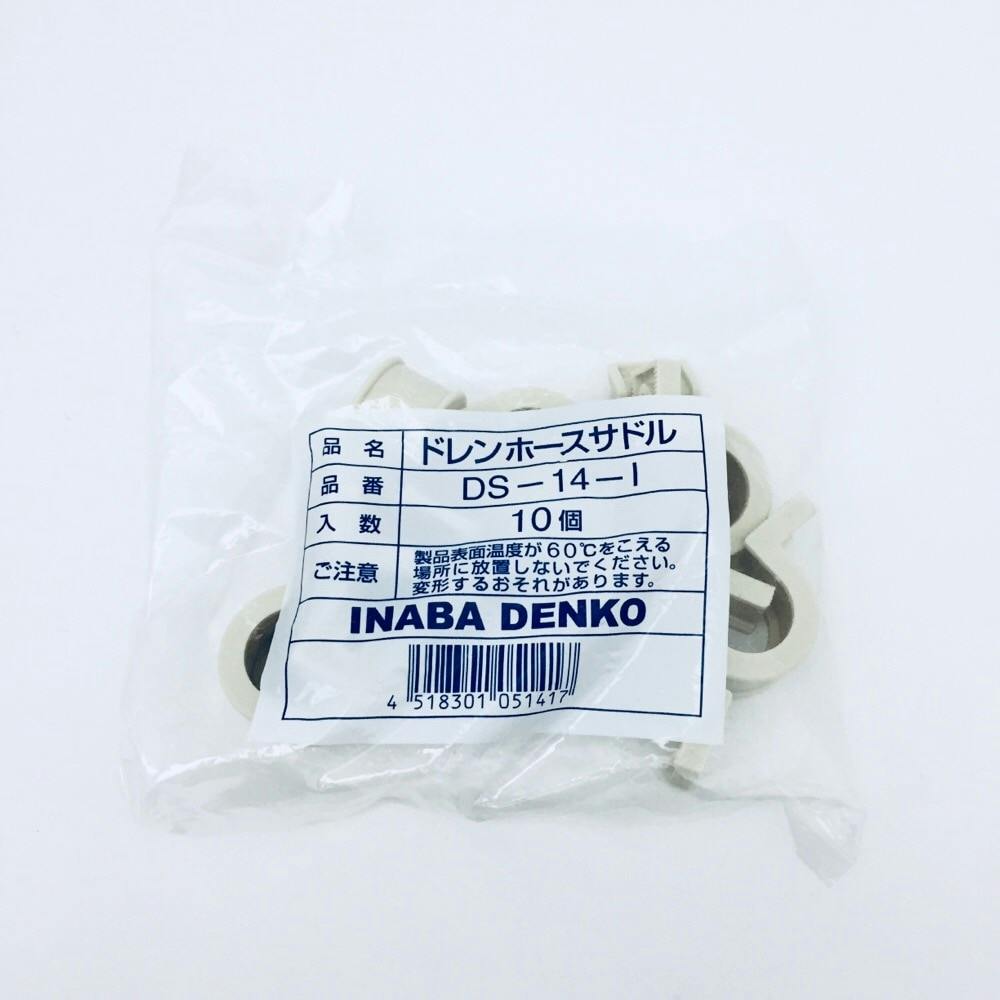 品名 ドレンホースサドル
品番 DS-14-I
入数 10個
ご注意 製品表面温度が60℃をこえる
場所に放置しないでください。
変形するおそれがあります。
INABA DENKO
4 518301 051417